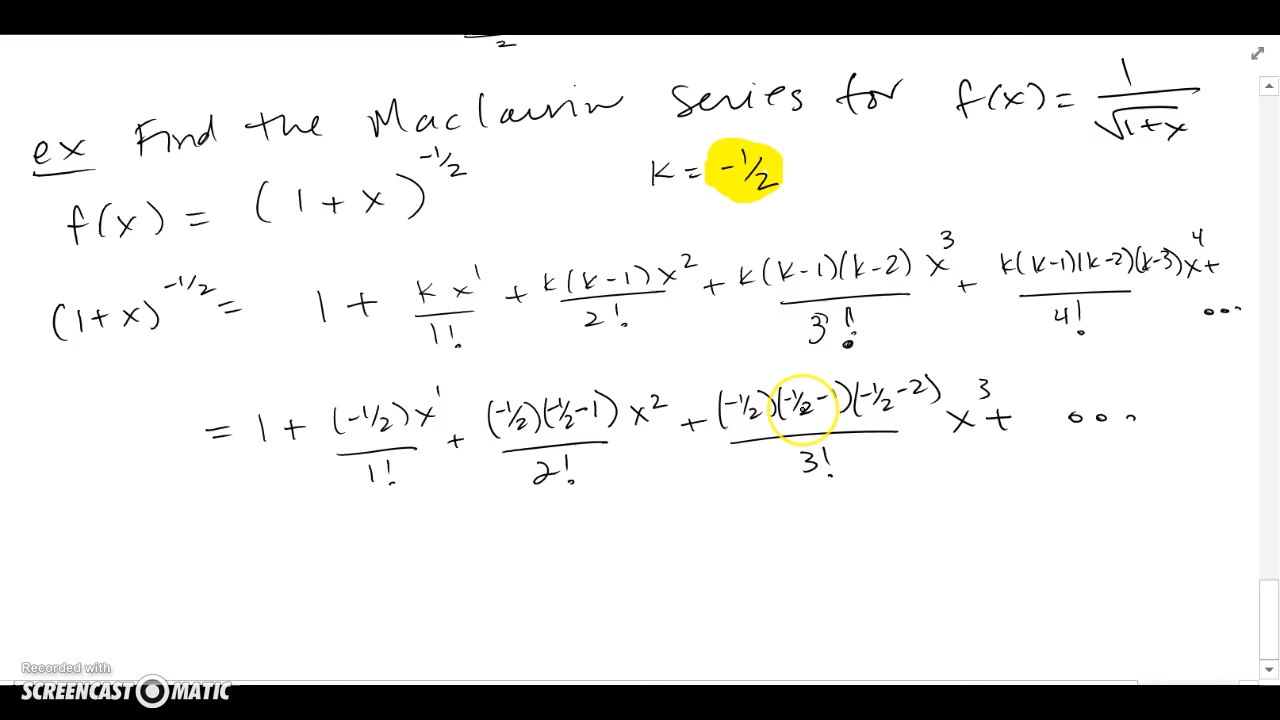 ex Find the Maclaurin series for f(x) = 1/√(1+x)
f(x) = (1+x)^(-1/2) K = -1/2
(1+x)^(-1/2) = 1 + K x^1/1! + K(K-1)x^2/2! + K(K-1)(K-2) x^3/3! + K(K-1)(K-2)(K-3)x^4/4! + ...
= 1 + (-1/2)x^1/1! + (-1/2)(-1/2-1)x^2/2! + (-1/2)(-1/2-1)(-1/2-2)/3! x^3 + ...
Recorded with
SCREENCAST O MATIC